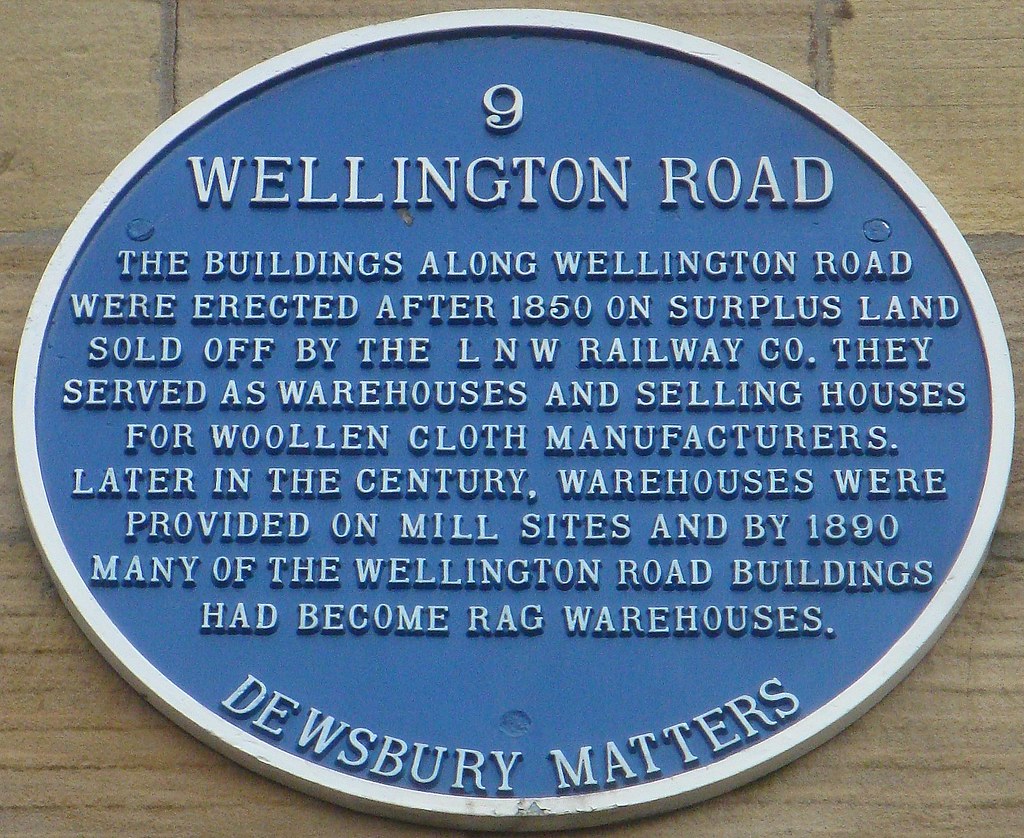 9
WELLINGTON ROAD
THE BUILDINGS ALONG WELLINGTON ROAD
WERE ERECTED AFTER 1850 ON SURPLUS LAND
SOLD OFF BY THE L N W RAILWAY CO. THEY
SERVED AS WAREHOUSES AND SELLING HOUSES
FOR WOOLLEN CLOTH MANUFACTURERS.
LATER IN THE CENTURY, WAREHOUSES WERE
PROVIDED ON MILL SITES AND BY 1890
MANY OF THE WELLINGTON ROAD BUILDINGS
HAD BECOME RAG WAREHOUSES.
DEWSBURY MATTERS